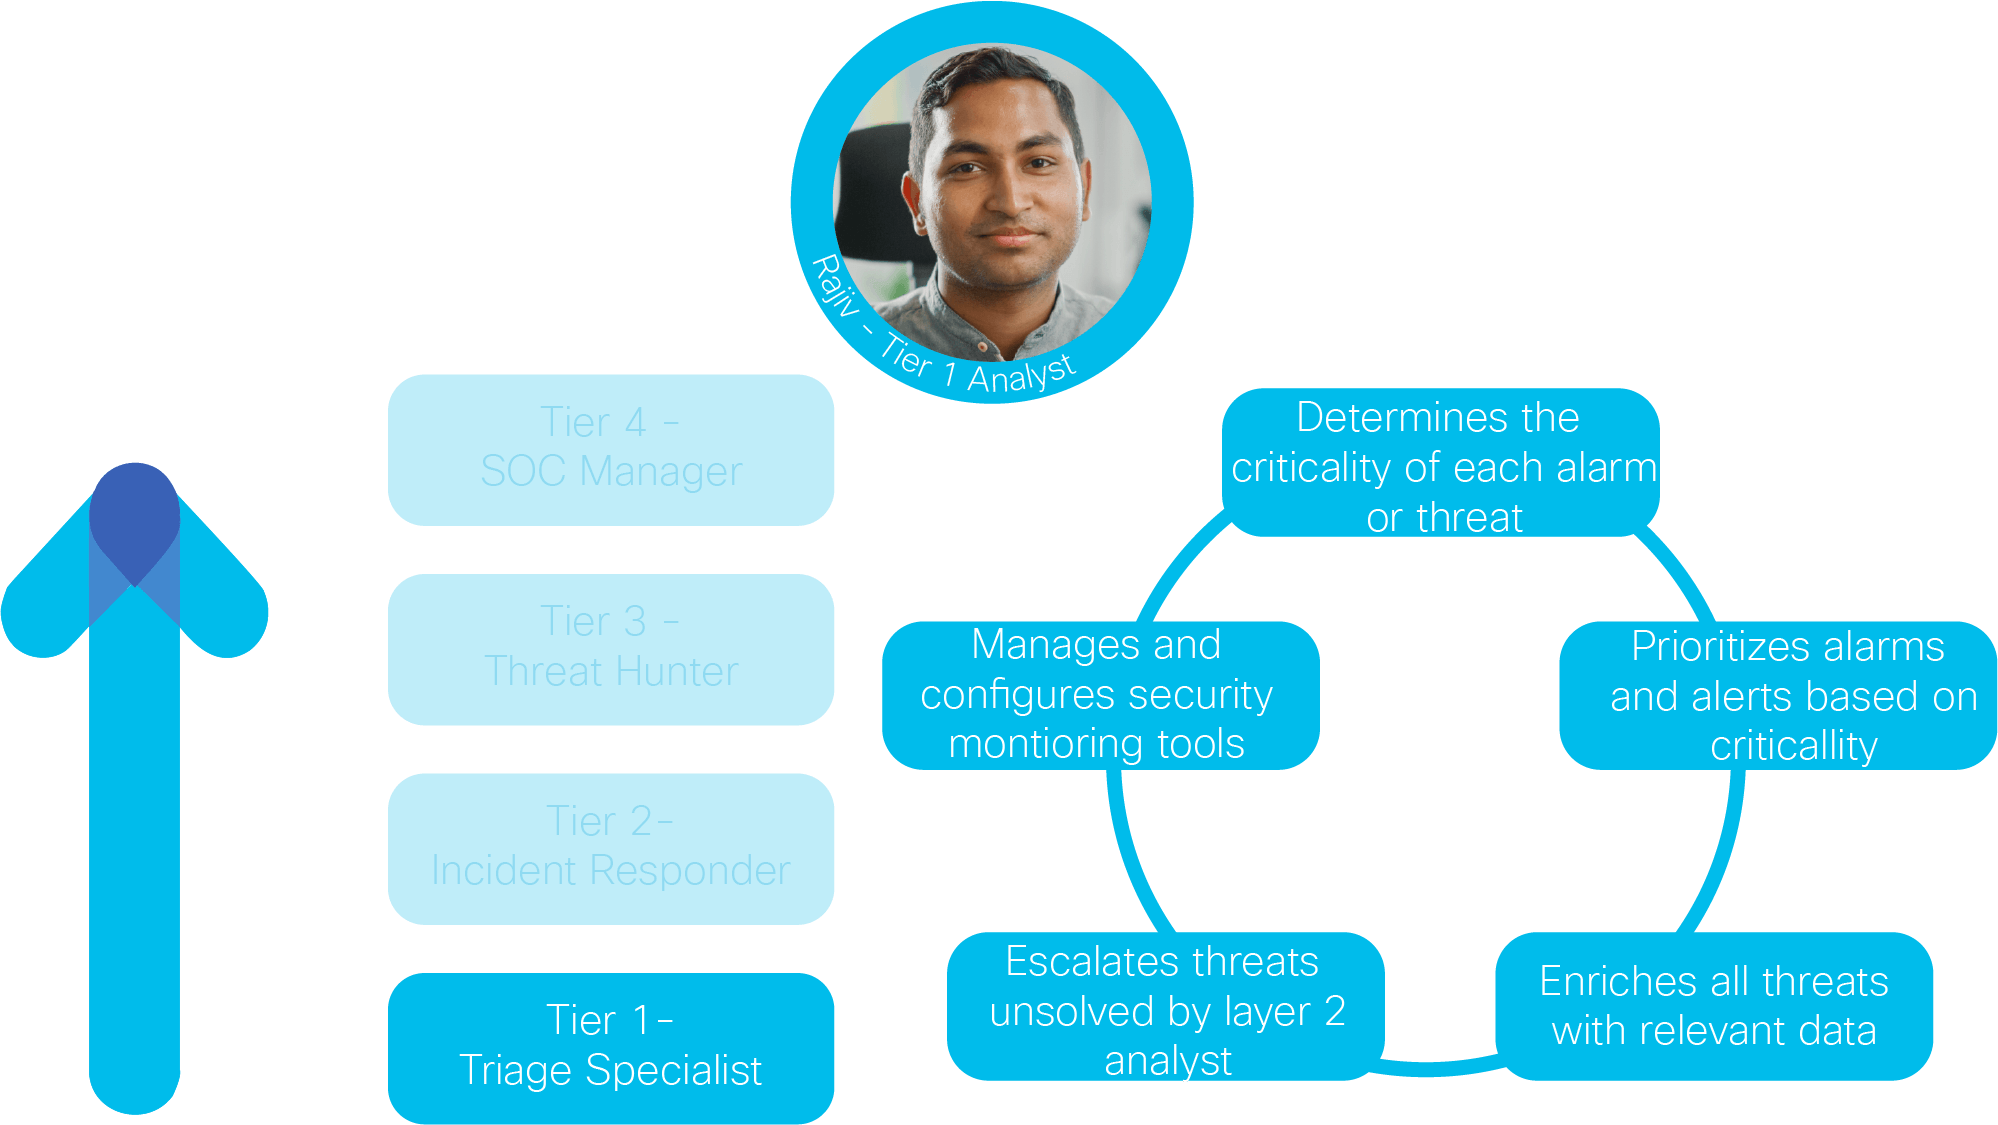 Rajiv - Tier 1 Analyst
Tier 4 -
SOC Manager
Tier 3 -
Threat Hunter
Tier 2-
Incident Responder
Tier 1-
Triage Specialist
Determines the
criticality of each alarm
or threat
Prioritizes alarms
and alerts based on
criticallity
Enriches all threats
with relevant data
Escalates threats
unsolved by layer 2
analyst
Manages and
configures security
montioring tools